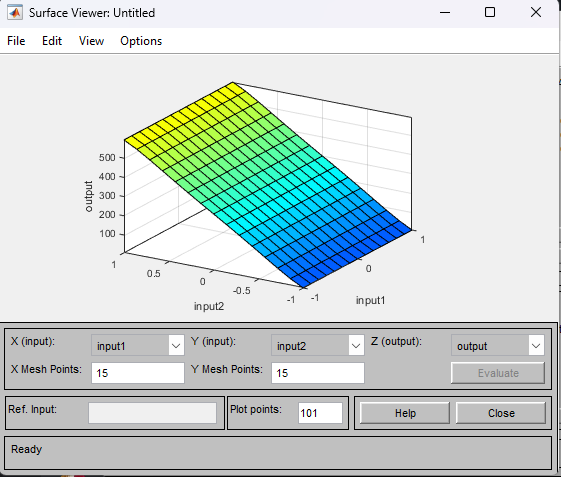 Surface Viewer: Untitled
File Edit View Options
500
400
300
200
100
output
1
0.5
0
-0.5
-1
input2
-1
0
1
input1
X (input): input1 Y (input): input2 Z (output): output
X Mesh Points: 15 Y Mesh Points: 15 Evaluate
Ref. Input: Plot points: 101 Help Close
Ready